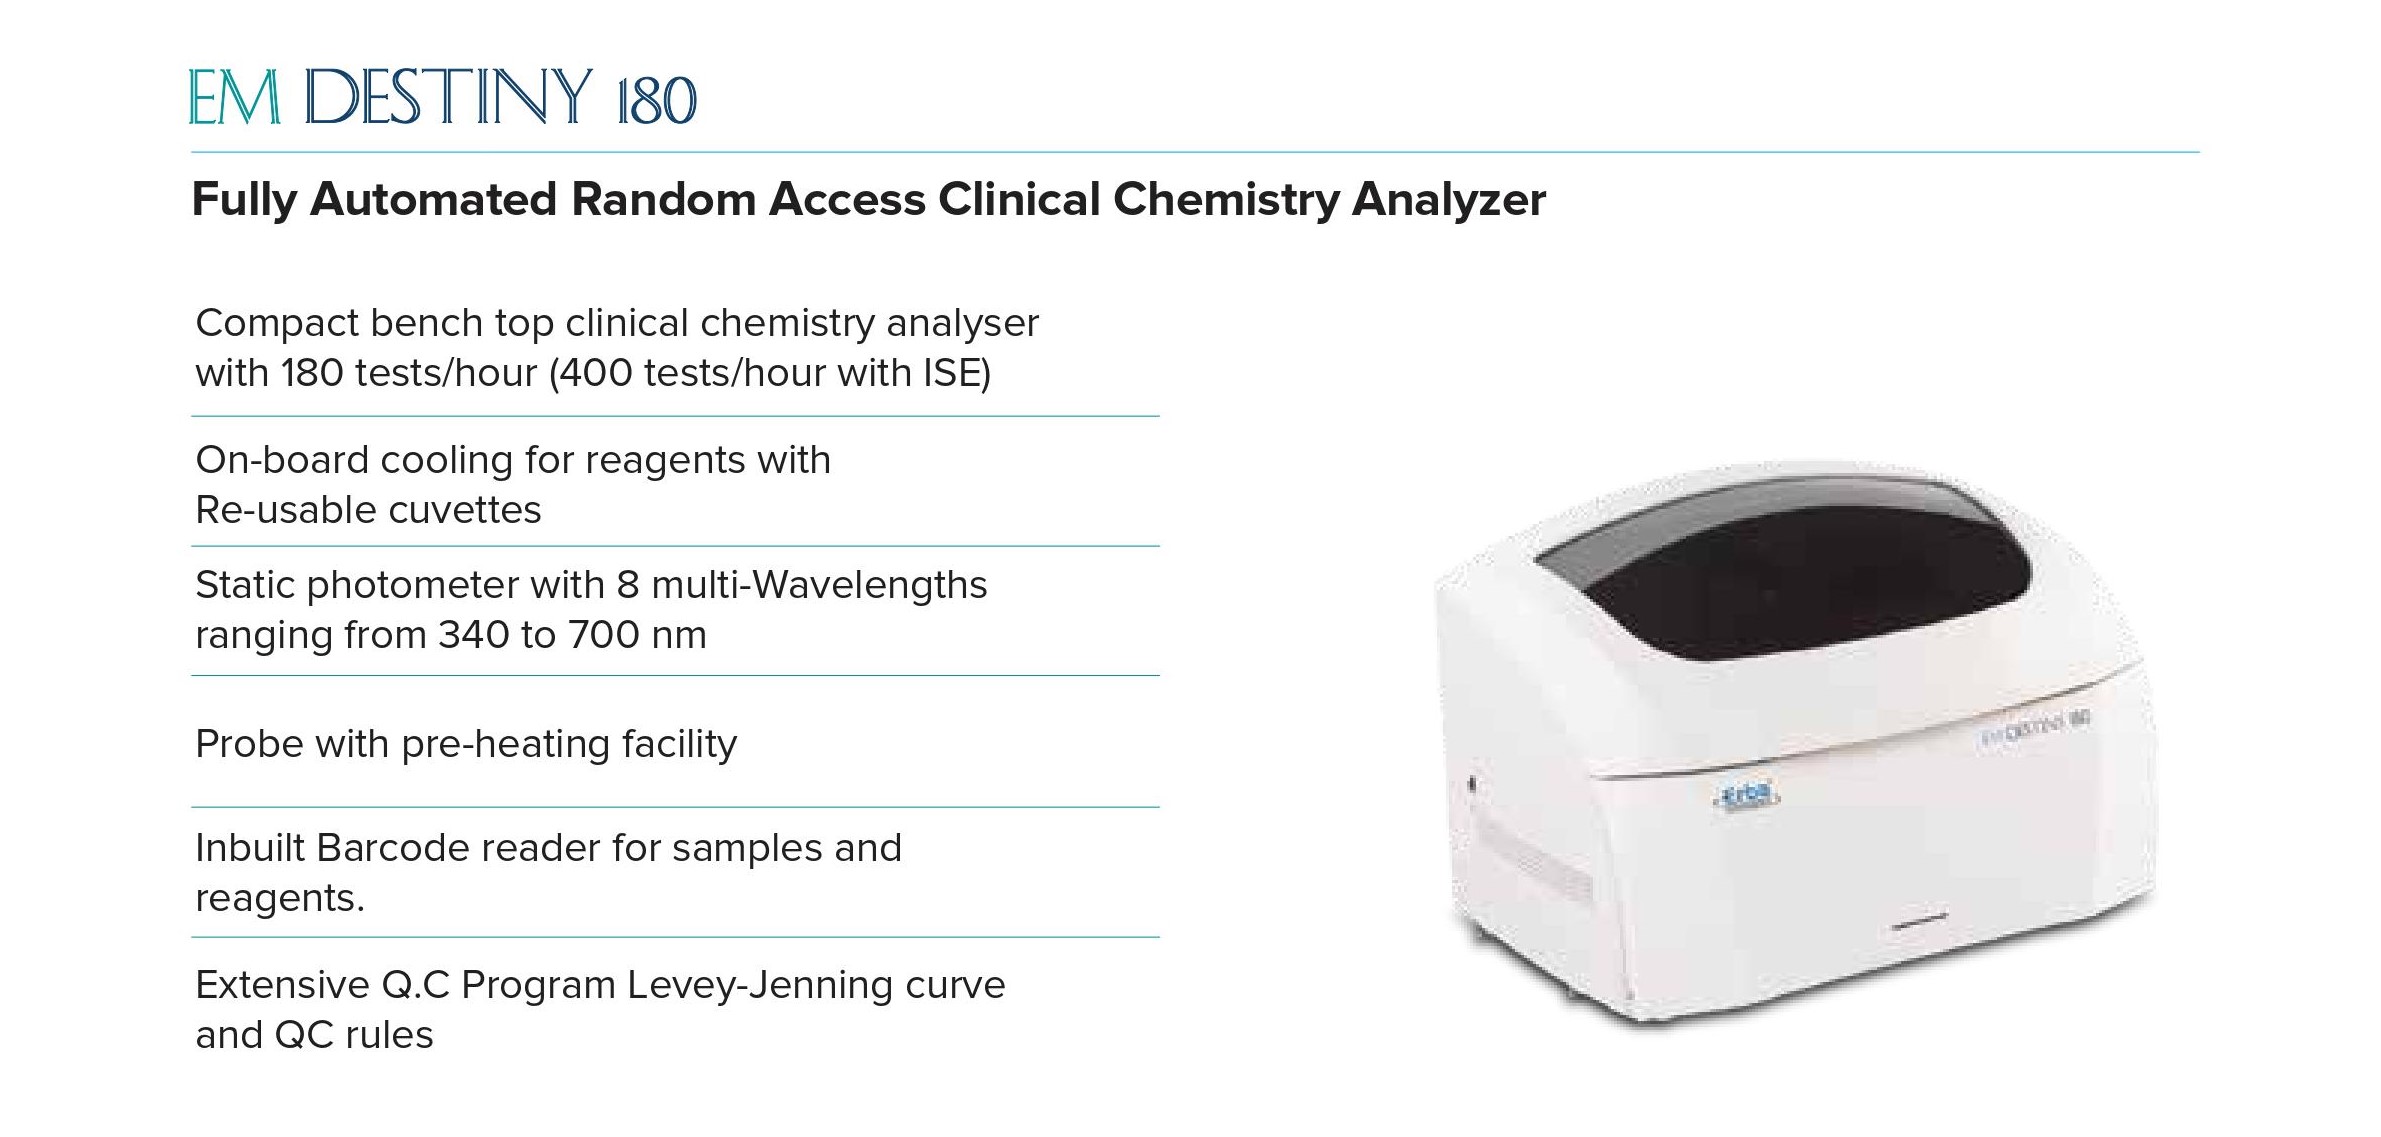 EM DESTINY 180
Fully Automated Random Access Clinical Chemistry Analyzer
Compact bench top clinical chemistry analyser
with 180 tests/hour (400 tests/hour with ISE)
On-board cooling for reagents with
Re-usable cuvettes
Static photometer with 8 multi-Wavelengths
ranging from 340 to 700 nm
Probe with pre-heating facility
Inbuilt Barcode reader for samples and
reagents.
Extensive Q.C Program Levey-Jenning curve
and QC rules
EM DESTINY 180
Erba